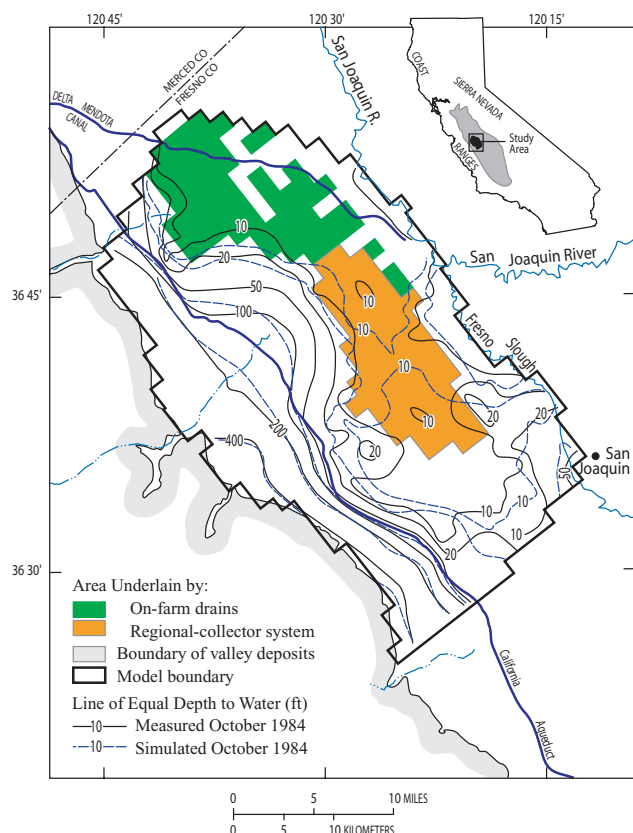 120 45'
120 30'
120 15'
MERCED CO
FRESNO CO
San Joaquin R.
COAST
RANGES
SIERRA NEVADA
Study
Area
DELTA MENDOTA
CANAL
San Joaquin River
10
20
50
100
36 45'
10
10
10
Fresno Slough
200
10
20
20
400
20
San
Joaquin
20
10
10
10
20
36 30'
Area Underlain by:
On-farm drains
Regional-collector system
Boundary of valley deposits
Model boundary
Line of Equal Depth to Water (ft)
10 Measured October 1984
10 Simulated October 1984
California Aqueduct
0 5 10 MILES
0 5 10 KILOMETERS